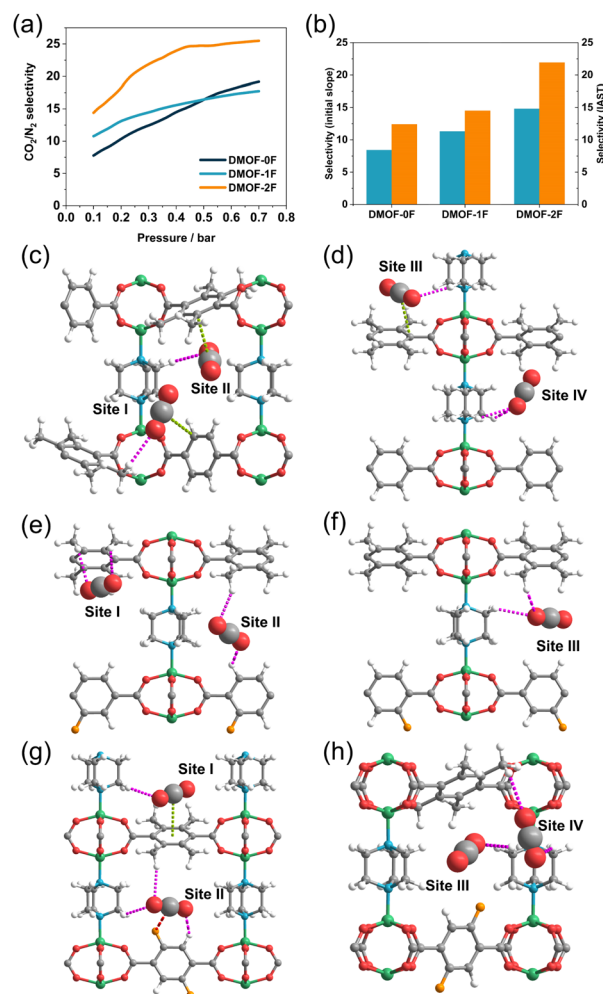 (a)
CO₂/N₂ selectivity
25
20
15
10
5
0
DMOF-0F
DMOF-1F
DMOF-2F
0.0 0.1 0.2 0.3 0.4 0.5 0.6 0.7 0.8
Pressure / bar
(b)
Selectivity (initial slope)
25
20
15
10
5
0
25
20
15
10
5
0
Selectivity (IAST)
DMOF-0F DMOF-1F DMOF-2F
(c)
Site II
Site I
(d)
Site III
Site IV
(e)
Site I
Site II
(f)
Site III
(g)
Site I
Site II
(h)
Site IV
Site III